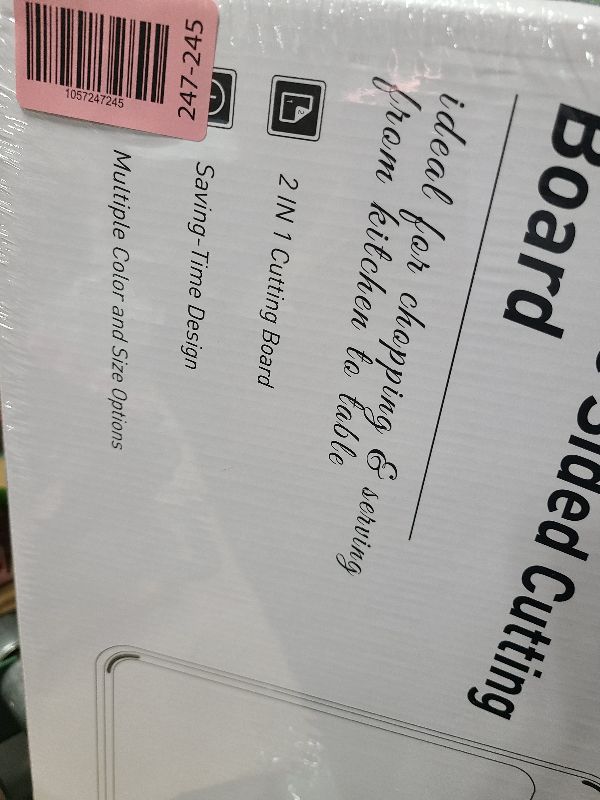 Sided Cutting
Board
ideal for chopping & serving
from kitchen to table
2 IN 1 Cutting Board
Saving-Time Design
Multiple Color and Size Options
247-245
1057247245